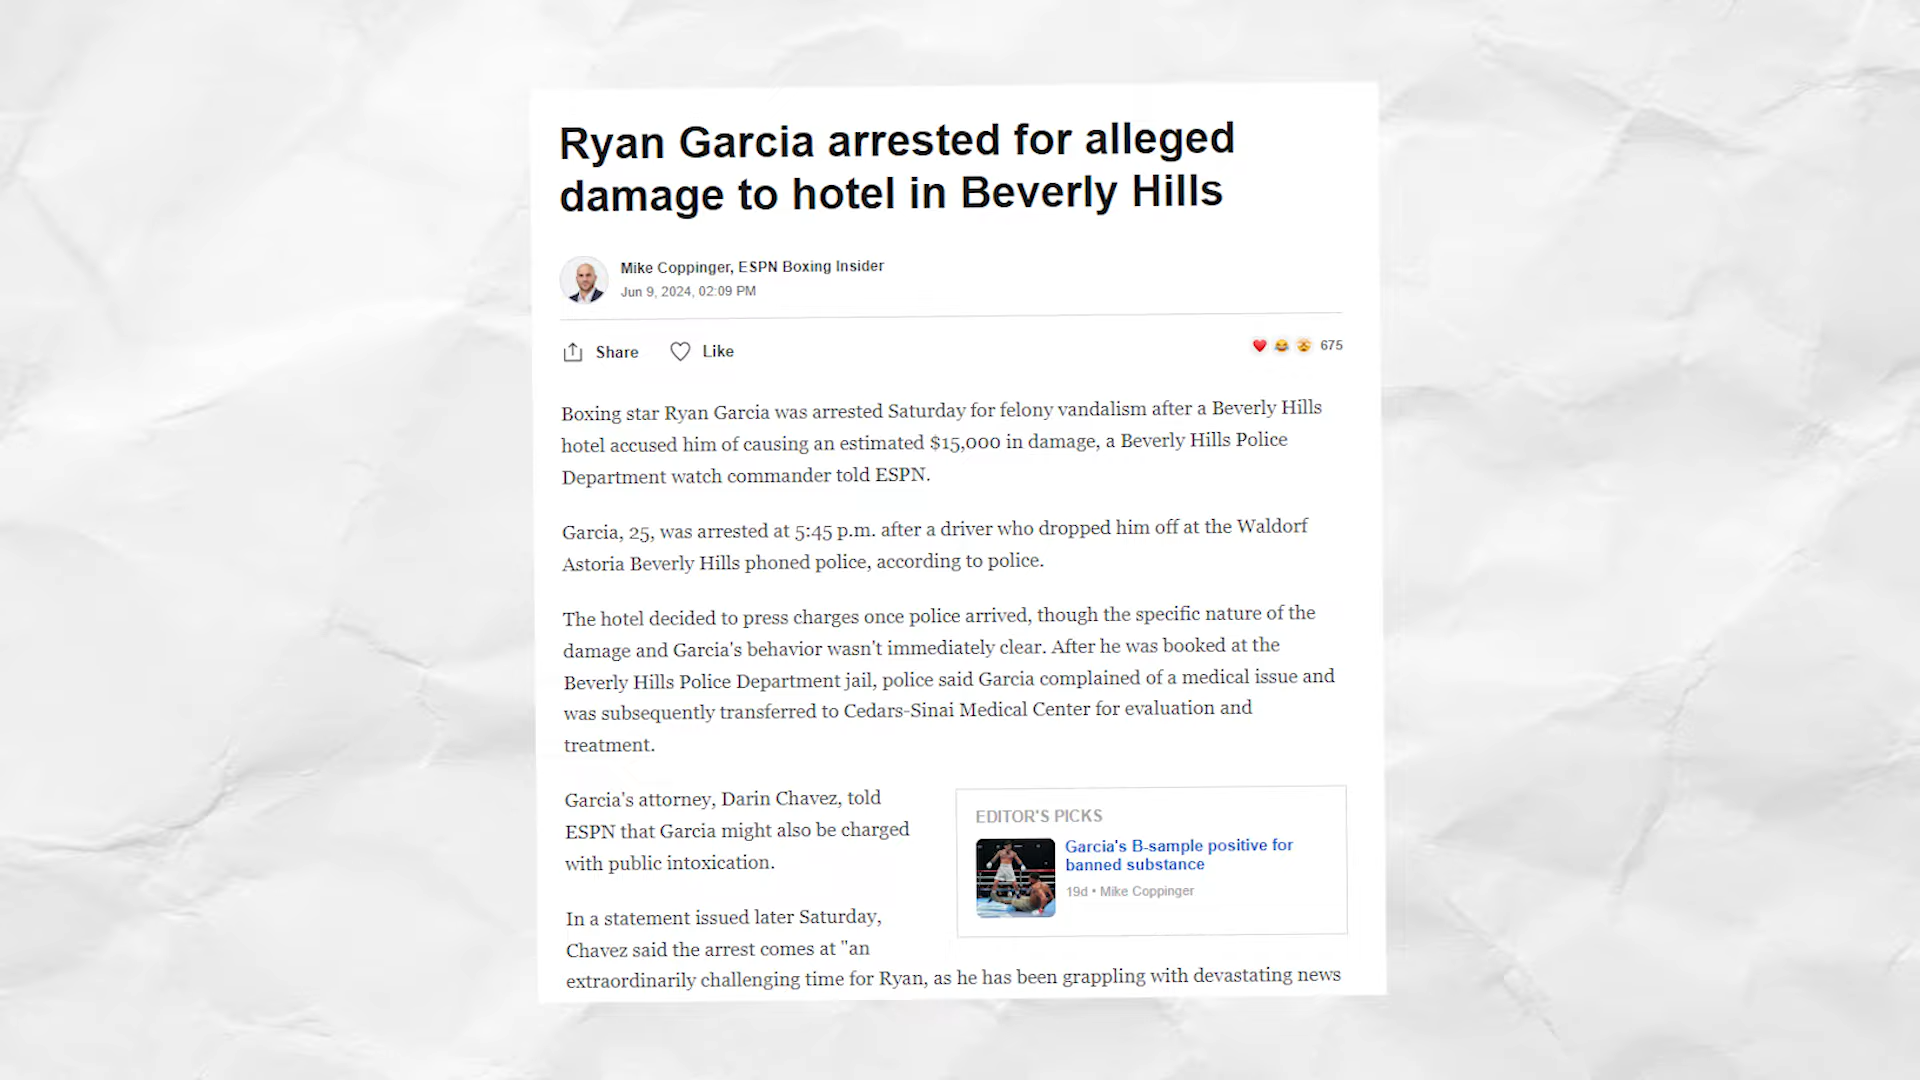 Ryan Garcia arrested for alleged
damage to hotel in Beverly Hills
Mike Coppinger, ESPN Boxing Insider
Jun 9, 2024, 02:09 PM
Share Like 675
Boxing star Ryan Garcia was arrested Saturday for felony vandalism after a Beverly Hills
hotel accused him of causing an estimated $15,000 in damage, a Beverly Hills Police
Department watch commander told ESPN.
Garcia, 25, was arrested at 5:45 p.m. after a driver who dropped him off at the Waldorf
Astoria Beverly Hills phoned police, according to police.
The hotel decided to press charges once police arrived, though the specific nature of the
damage and Garcia's behavior wasn't immediately clear. After he was booked at the
Beverly Hills Police Department jail, police said Garcia complained of a medical issue and
was subsequently transferred to Cedars-Sinai Medical Center for evaluation and
treatment.
Garcia's attorney, Darin Chavez, told
ESPN that Garcia might also be charged
with public intoxication.
EDITOR'S PICKS
Garcia's B-sample positive for
banned substance
19d • Mike Coppinger
In a statement issued later Saturday,
Chavez said the arrest comes at "an
extraordinarily challenging time for Ryan, as he has been grappling with devastating news